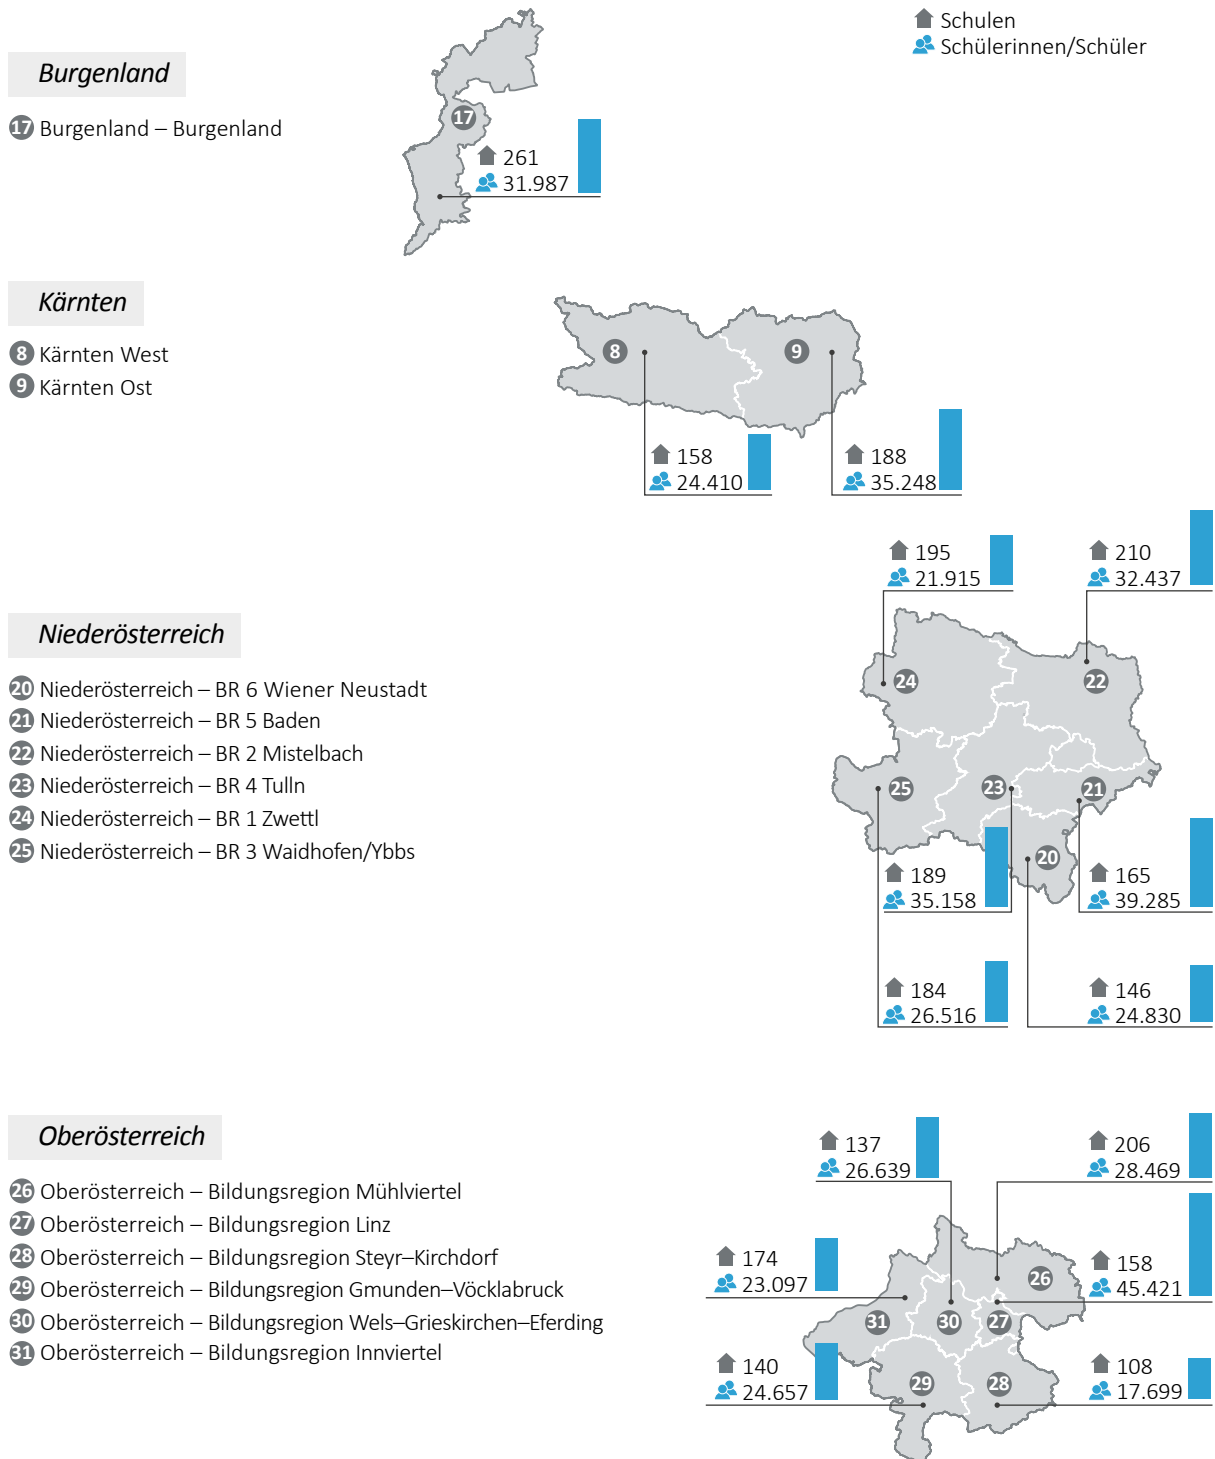 Schulen
Schülerinnen/Schüler
Burgenland
17 Burgenland – Burgenland
17
261
31.987
Kärnten
8 Kärnten West
9 Kärnten Ost
8
9
158
24.410
188
35.248
Niederösterreich
20 Niederösterreich – BR 6 Wiener Neustadt
21 Niederösterreich – BR 5 Baden
22 Niederösterreich – BR 2 Mistelbach
23 Niederösterreich – BR 4 Tulln
24 Niederösterreich – BR 1 Zwettl
25 Niederösterreich – BR 3 Waidhofen/Ybbs
195
21.915
210
32.437
24
22
25
23
21
20
189
35.158
165
39.285
184
26.516
146
24.830
Oberösterreich
26 Oberösterreich – Bildungsregion Mühlviertel
27 Oberösterreich – Bildungsregion Linz
28 Oberösterreich – Bildungsregion Steyr–Kirchdorf
29 Oberösterreich – Bildungsregion Gmunden–Vöcklabruck
30 Oberösterreich – Bildungsregion Wels–Grieskirchen–Eferding
31 Oberösterreich – Bildungsregion Innviertel
137
26.639
206
28.469
174
23.097
158
45.421
26
31
30
27
29
28
140
24.657
108
17.699